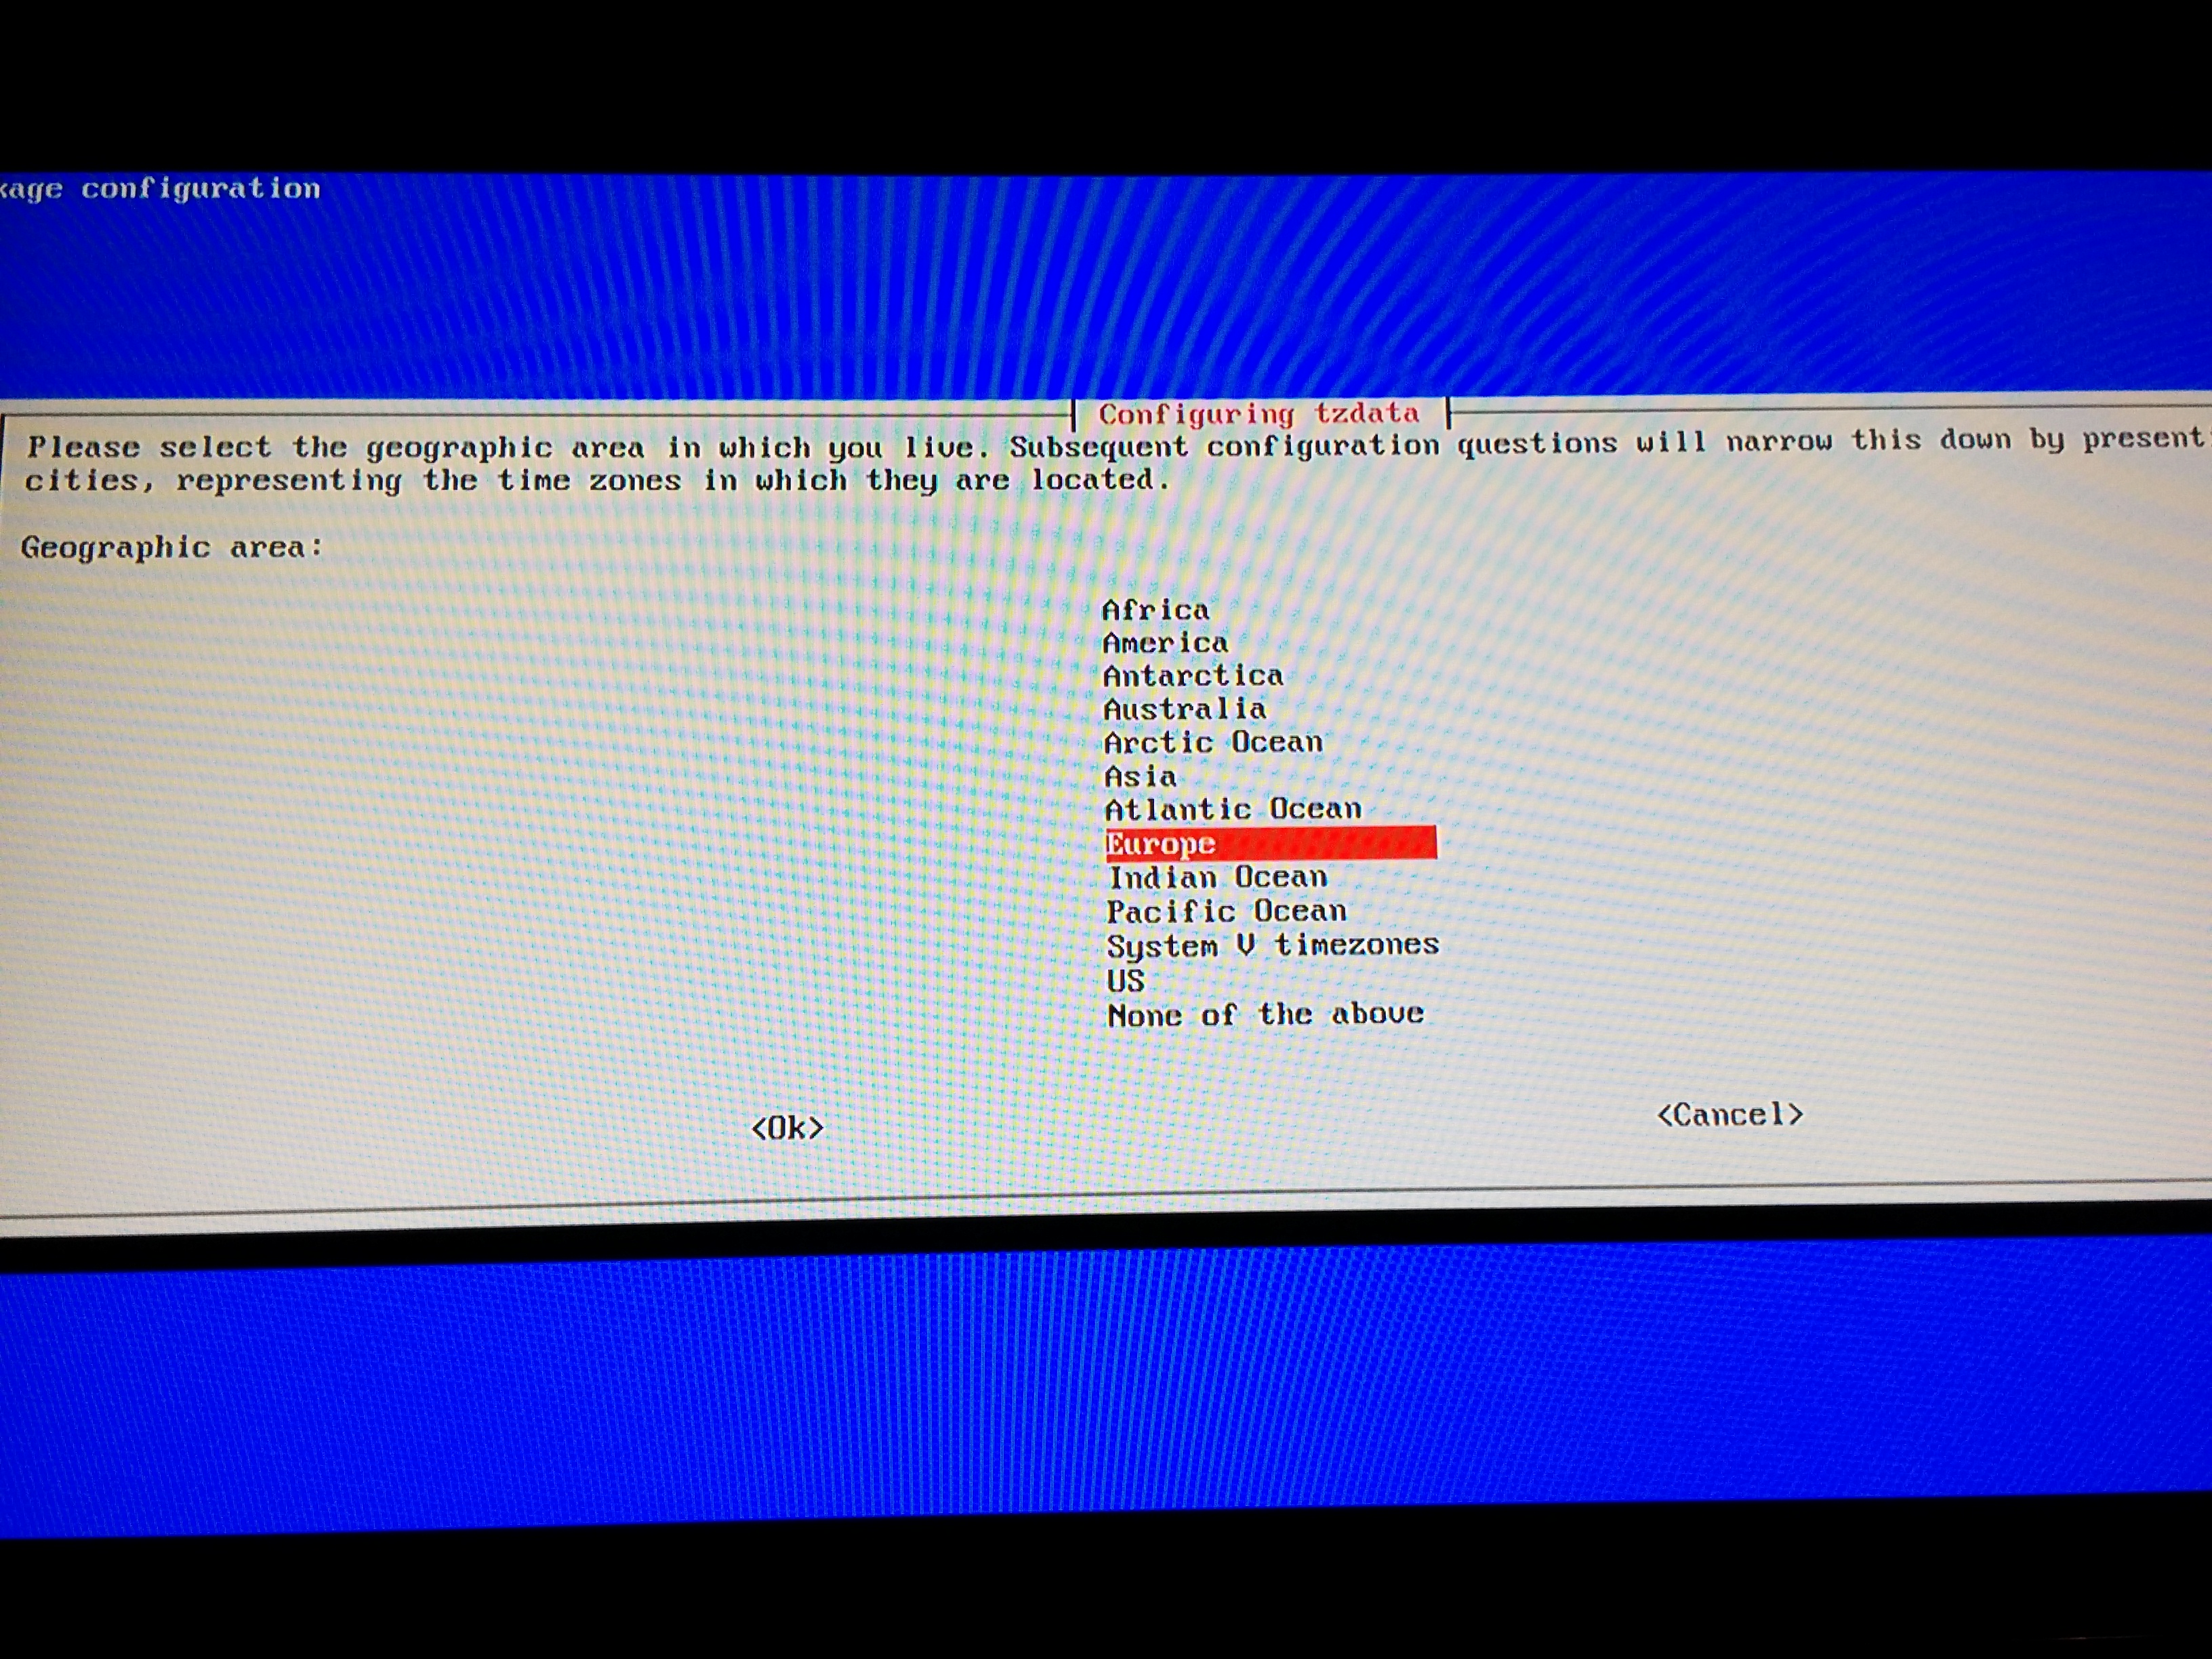 kage configuration
Configuring tzdata
Please select the geographic area in which you live. Subsequent configuration questions will narrow this down by present
cities, representing the time zones in which they are located.
Geographic area:
Africa
America
Antarctica
Australia
Arctic Ocean
Asia
Atlantic Ocean
Europe
Indian Ocean
Pacific Ocean
System V timezones
US
None of the above
<Ok> <Cancel>